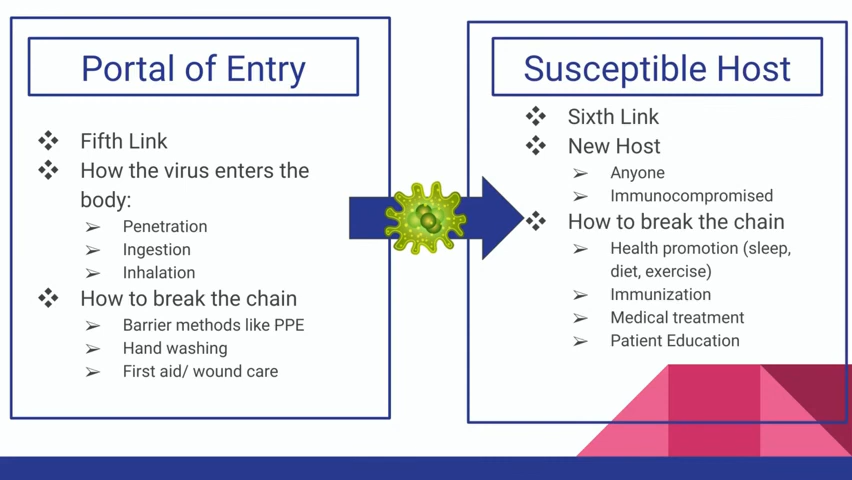 Portal of Entry
Fifth Link
How the virus enters the
body:
Penetration
Ingestion
Inhalation
How to break the chain
Barrier methods like PPE
Hand washing
First aid/ wound care
Susceptible Host
Sixth Link
New Host
Anyone
Immunocompromised
How to break the chain
Health promotion (sleep,
diet, exercise)
Immunization
Medical treatment
Patient Education